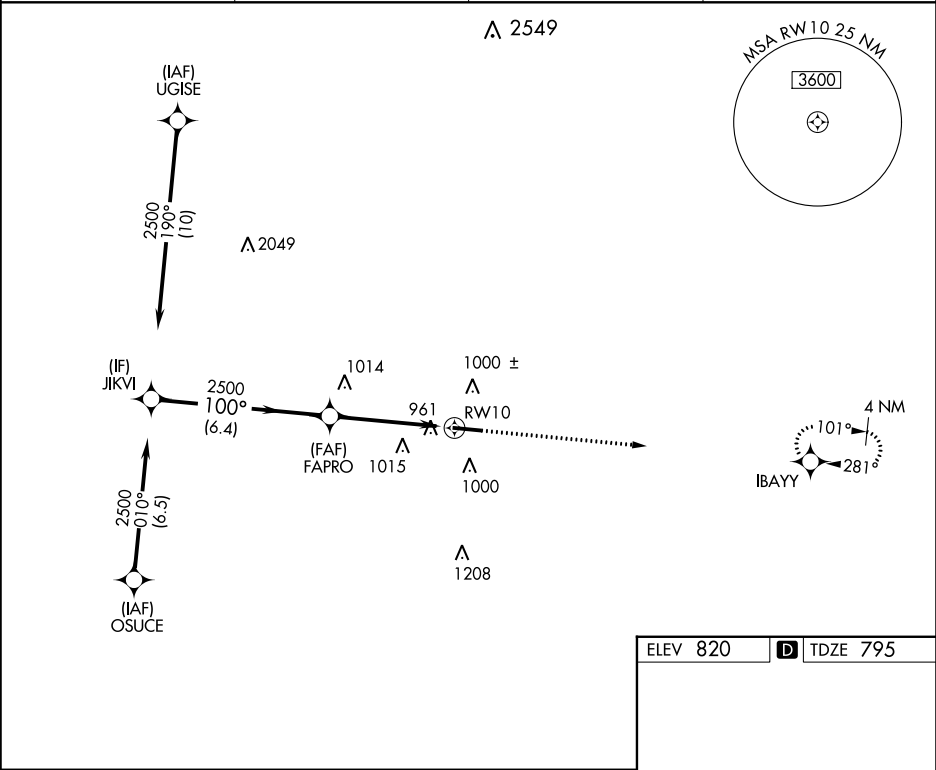 2549
MSA RW10 25 NM
3600
(IAF)
UGISE
2500
190°
(10)
2049
(IF)
JIKVI
2500
100°
(6.4)
1014
1000 ±
961
RW10
(FAF)
FAPRO
1015
1000
4 NM
101°
281°
IBAYY
2500
010°
(6.5)
1208
(IAF)
OSUCE
ELEV 820 D TDZE 795